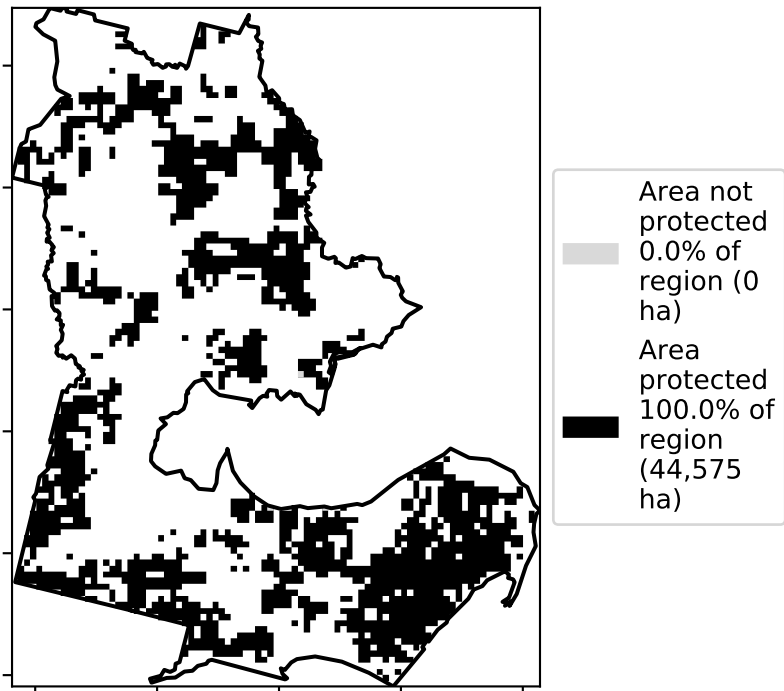 Area not
protected
0.0% of
region (0
ha)
Area
protected
100.0% of
region
(44,575
ha)